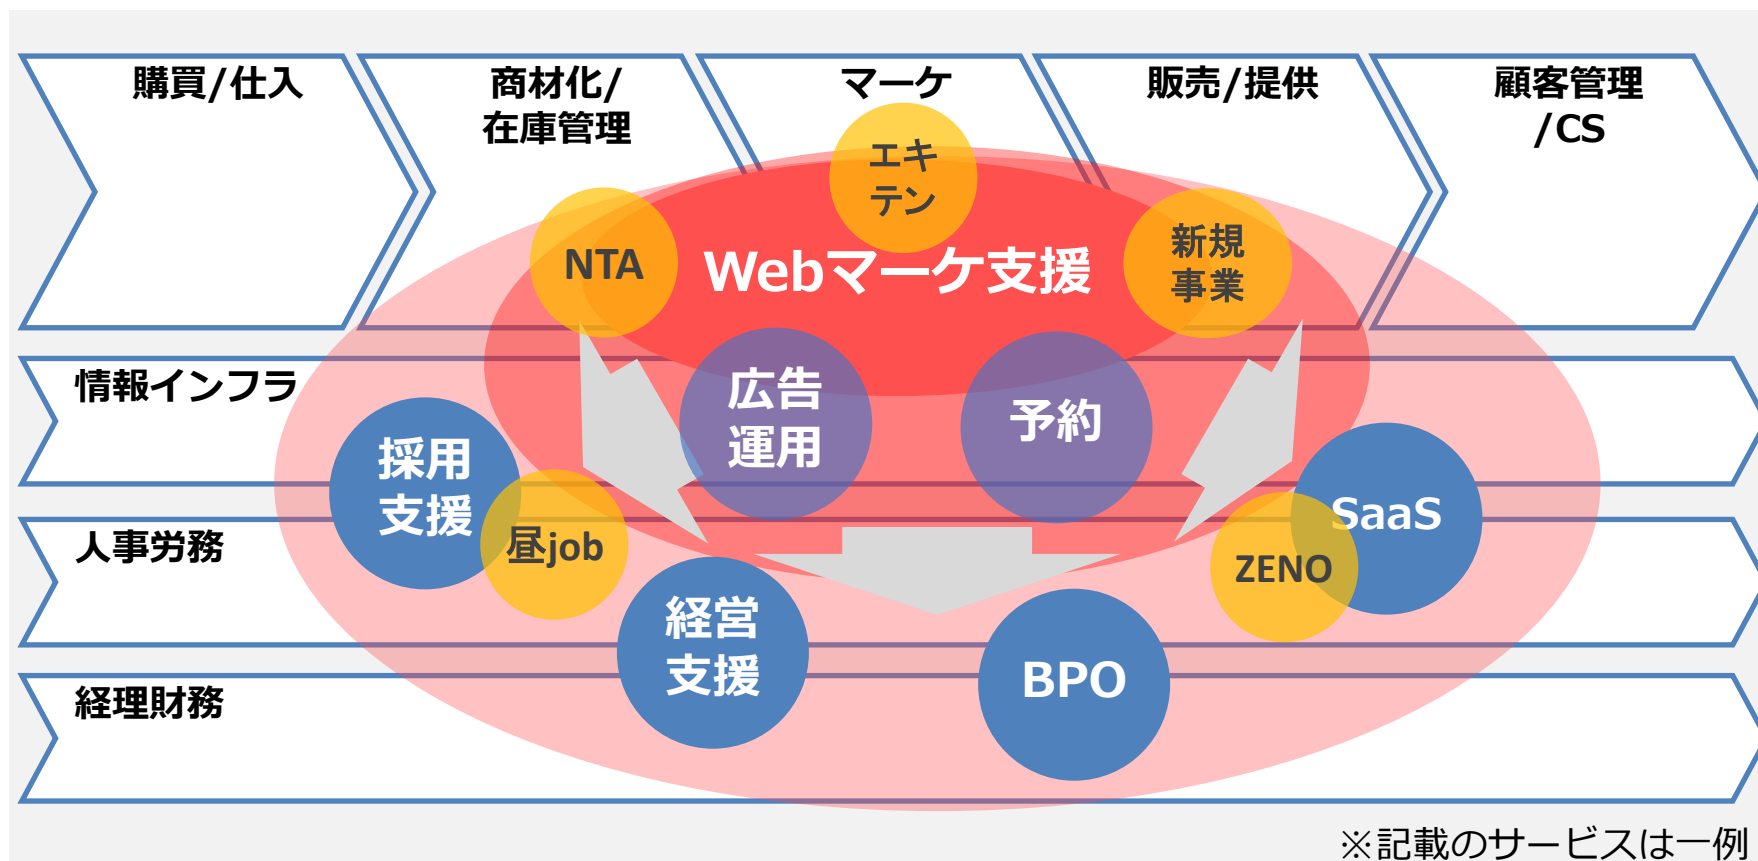 購買/仕入
商材化/
在庫管理
マーケ
販売/提供
顧客管理
/CS
エキ
テン
NTA
Webマーケ支援
新規
事業
情報インフラ
広告
運用
予約
採用
支援
昼job
SaaS
ZENO
人事労務
経営
支援
BPO
経理財務
※記載のサービスは一例